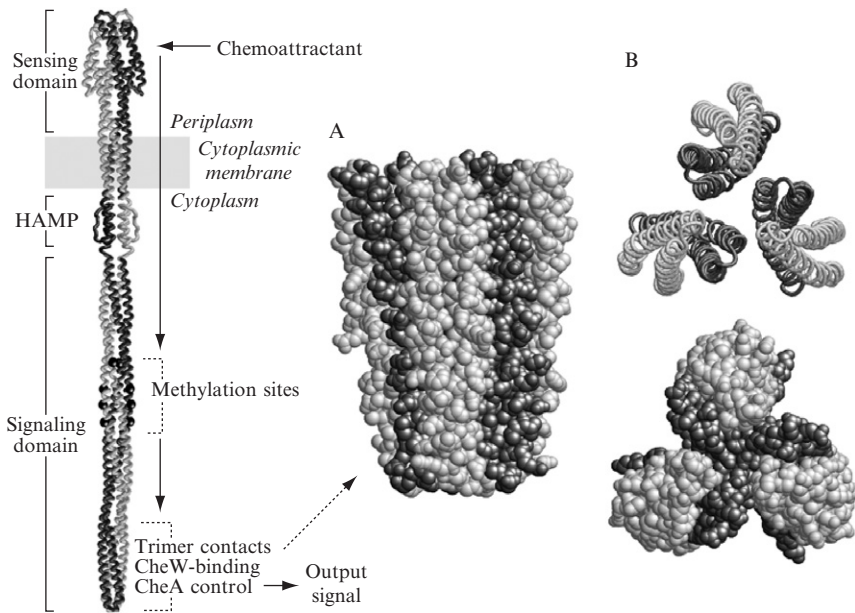 Sensing
domain
Chemoattractant
Periplasm
Cytoplasmic
membrane
Cytoplasm
HAMP
Signaling
domain
Methylation sites
Trimer contacts
CheW-binding
CheA control
Output
signal
A
B